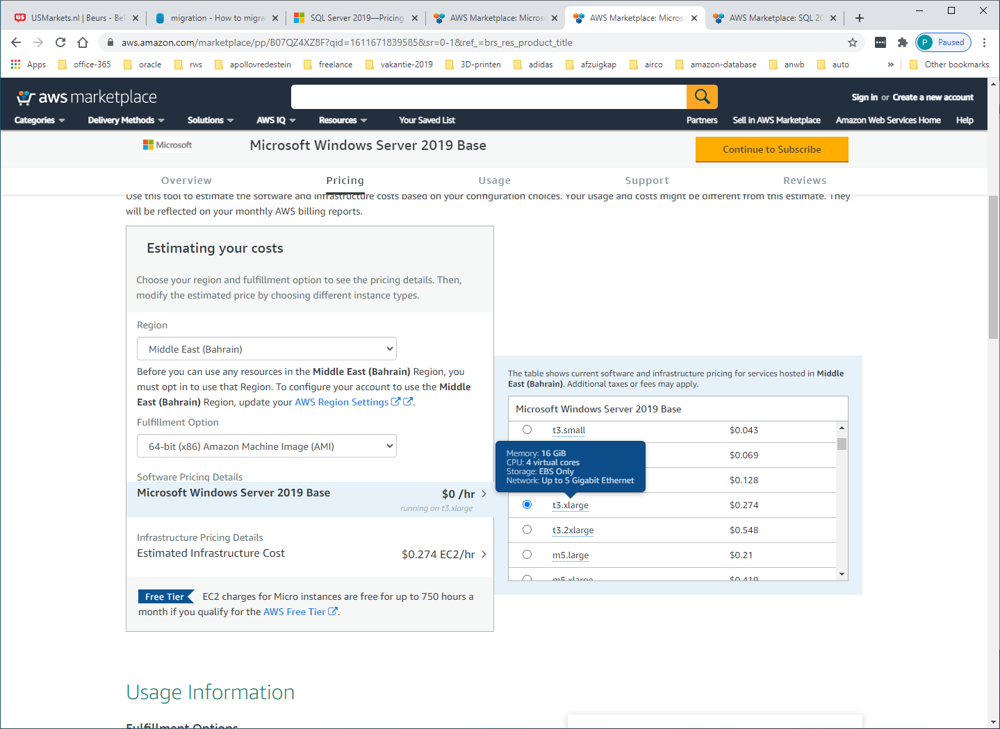 USMarkets.nl | Beurs - Bel
migration - How to migra
SQL Server 2019—Pricing
AWS Marketplace: Micros
AWS Marketplace: Micros
AWS Marketplace: SQL 20
aws.amazon.com/marketplace/pp/B07QZ4XZ8F?qid=1611671839585&sr=0-1&ref_=brs_res_product_title
P Paused
Apps office-365 oracle rws apollovredestein freelance vakantie-2019 3D-printen adidas afzuigkap airco amazon-database anwb auto » Other bookmarks
aws marketplace
Sign in or Create a new account
Categories Delivery Methods Solutions AWS IQ Resources Your Saved List Partners Sell in AWS Marketplace Amazon Web Services Home Help
Microsoft
Microsoft Windows Server 2019 Base
Continue to Subscribe
Overview Pricing Usage Support Reviews
Use this tool to estimate the software and infrastructure costs based on your configuration choices. Your usage and costs might be different from this estimate. They
will be reflected on your monthly AWS billing reports.
Estimating your costs
Choose your region and fulfillment option to see the pricing details. Then,
modify the estimated price by choosing different instance types.
Region
Middle East (Bahrain)
Before you can use any resources in the Middle East (Bahrain) Region, you
must opt in to use that Region. To configure your account to use the Middle
East (Bahrain) Region, update your AWS Region Settings.
Fulfillment Option
64-bit (x86) Amazon Machine Image (AMI)
Software Pricing Details
Microsoft Windows Server 2019 Base $0 /hr
running on t3.xlarge
Infrastructure Pricing Details
Estimated Infrastructure Cost $0.274 EC2/hr
Free Tier EC2 charges for Micro instances are free for up to 750 hours a
month if you qualify for the AWS Free Tier.
The table shows current software and infrastructure pricing for services hosted in Middle
East (Bahrain). Additional taxes or fees may apply.
Microsoft Windows Server 2019 Base
t3.small $0.043
$0.069
$0.128
Memory: 16 GiB
CPU: 4 virtual cores
Storage: EBS Only
Network: Up to 5 Gigabit Ethernet
t3.xlarge $0.274
t3.2xlarge $0.548
m5.large $0.21
m5.xlarge $0.419
Usage Information
Fulfillment Options